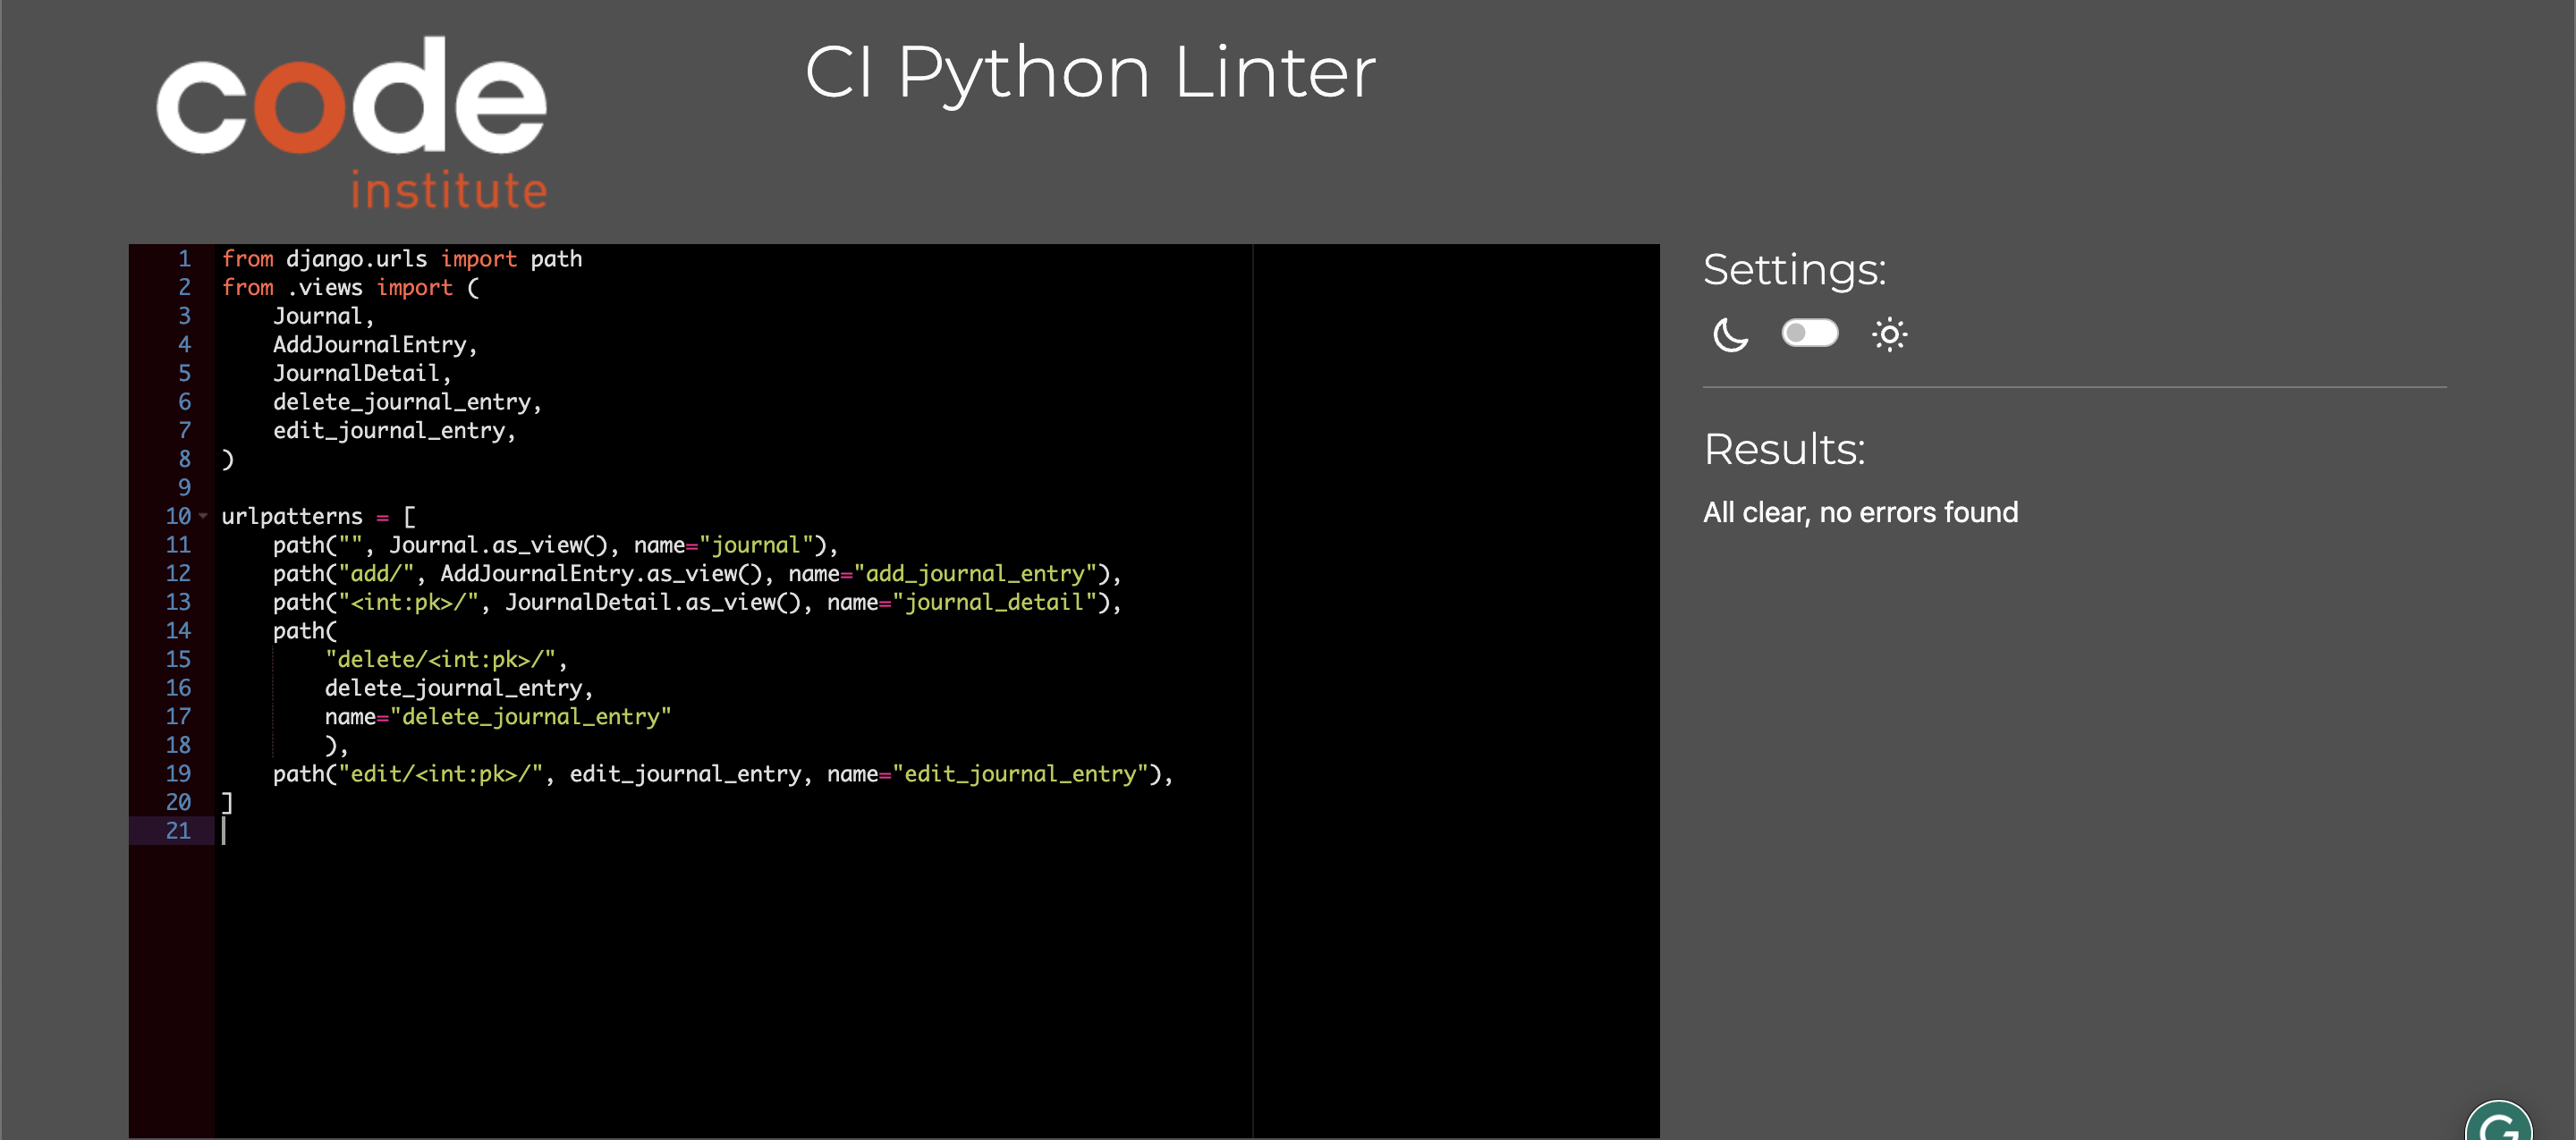 code
institute
CI Python Linter
1 from django.urls import path
2 from .views import (
3     Journal,
4     AddJournalEntry,
5     JournalDetail,
6     delete_journal_entry,
7     edit_journal_entry,
8 )
9
10 urlpatterns = [
11     path("", Journal.as_view(), name="journal"),
12     path("add/", AddJournalEntry.as_view(), name="add_journal_entry"),
13     path("<int:pk>/", JournalDetail.as_view(), name="journal_detail"),
14     path(
15         "delete/<int:pk>/",
16         delete_journal_entry,
17         name="delete_journal_entry"
18         ),
19     path("edit/<int:pk>/", edit_journal_entry, name="edit_journal_entry"),
20 ]
21
Settings:
Results:
All clear, no errors found